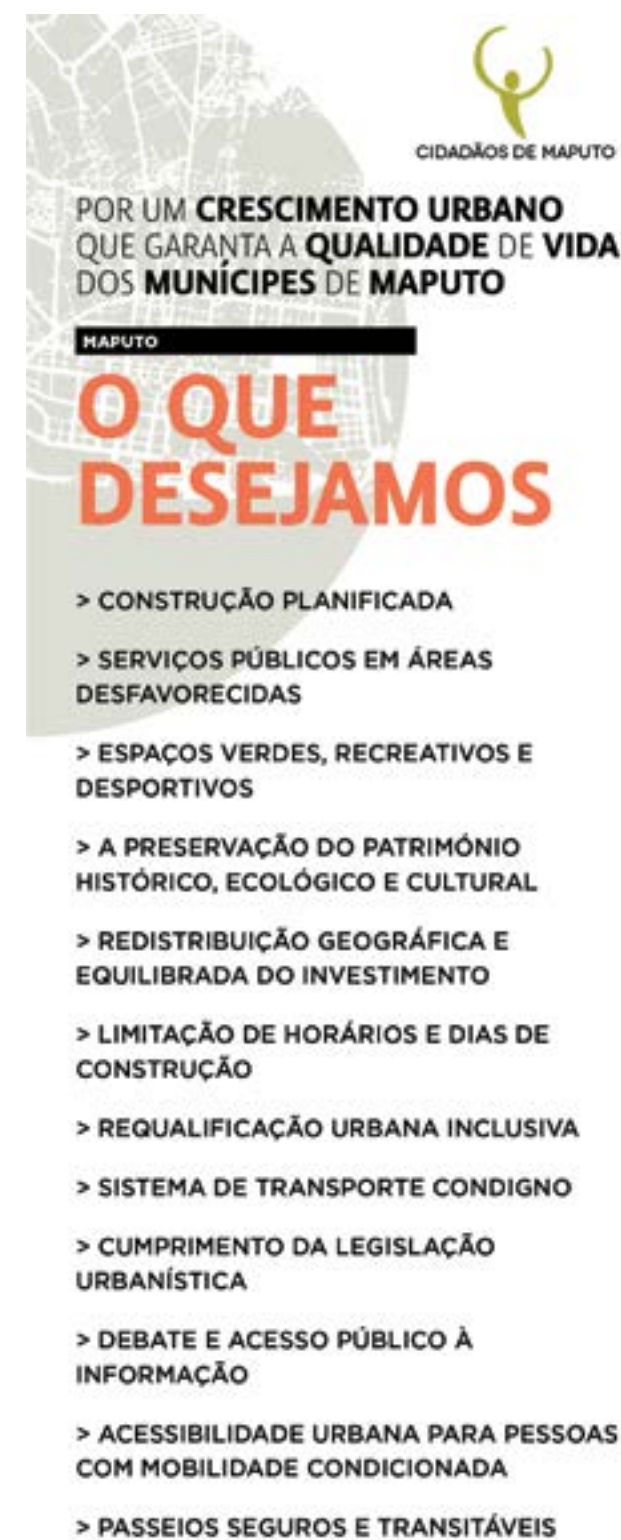 CIDADÃOS DE MAPUTO
POR UM CRESCIMENTO URBANO
QUE GARANTA A QUALIDADE DE VIDA
DOS MUNÍCIPES DE MAPUTO
MAPUTO
O QUE
DESEJAMOS
> CONSTRUÇÃO PLANIFICADA
> SERVIÇOS PÚBLICOS EM ÁREAS
DESFAVORECIDAS
> ESPAÇOS VERDES, RECREATIVOS E
DESPORTIVOS
> A PRESERVAÇÃO DO PATRIMÓNIO
HISTÓRICO, ECOLÓGICO E CULTURAL
> REDISTRIBUIÇÃO GEOGRÁFICA E
EQUILIBRADA DO INVESTIMENTO
> LIMITAÇÃO DE HORÁRIOS E DIAS DE
CONSTRUÇÃO
> REQUALIFICAÇÃO URBANA INCLUSIVA
> SISTEMA DE TRANSPORTE CONDIGNO
> CUMPRIMENTO DA LEGISLAÇÃO
URBANÍSTICA
> DEBATE E ACESSO PÚBLICO À
INFORMAÇÃO
> ACESSIBILIDADE URBANA PARA PESSOAS
COM MOBILIDADE CONDICIONADA
> PASSEIOS SEGUROS E TRANSITÁVEIS